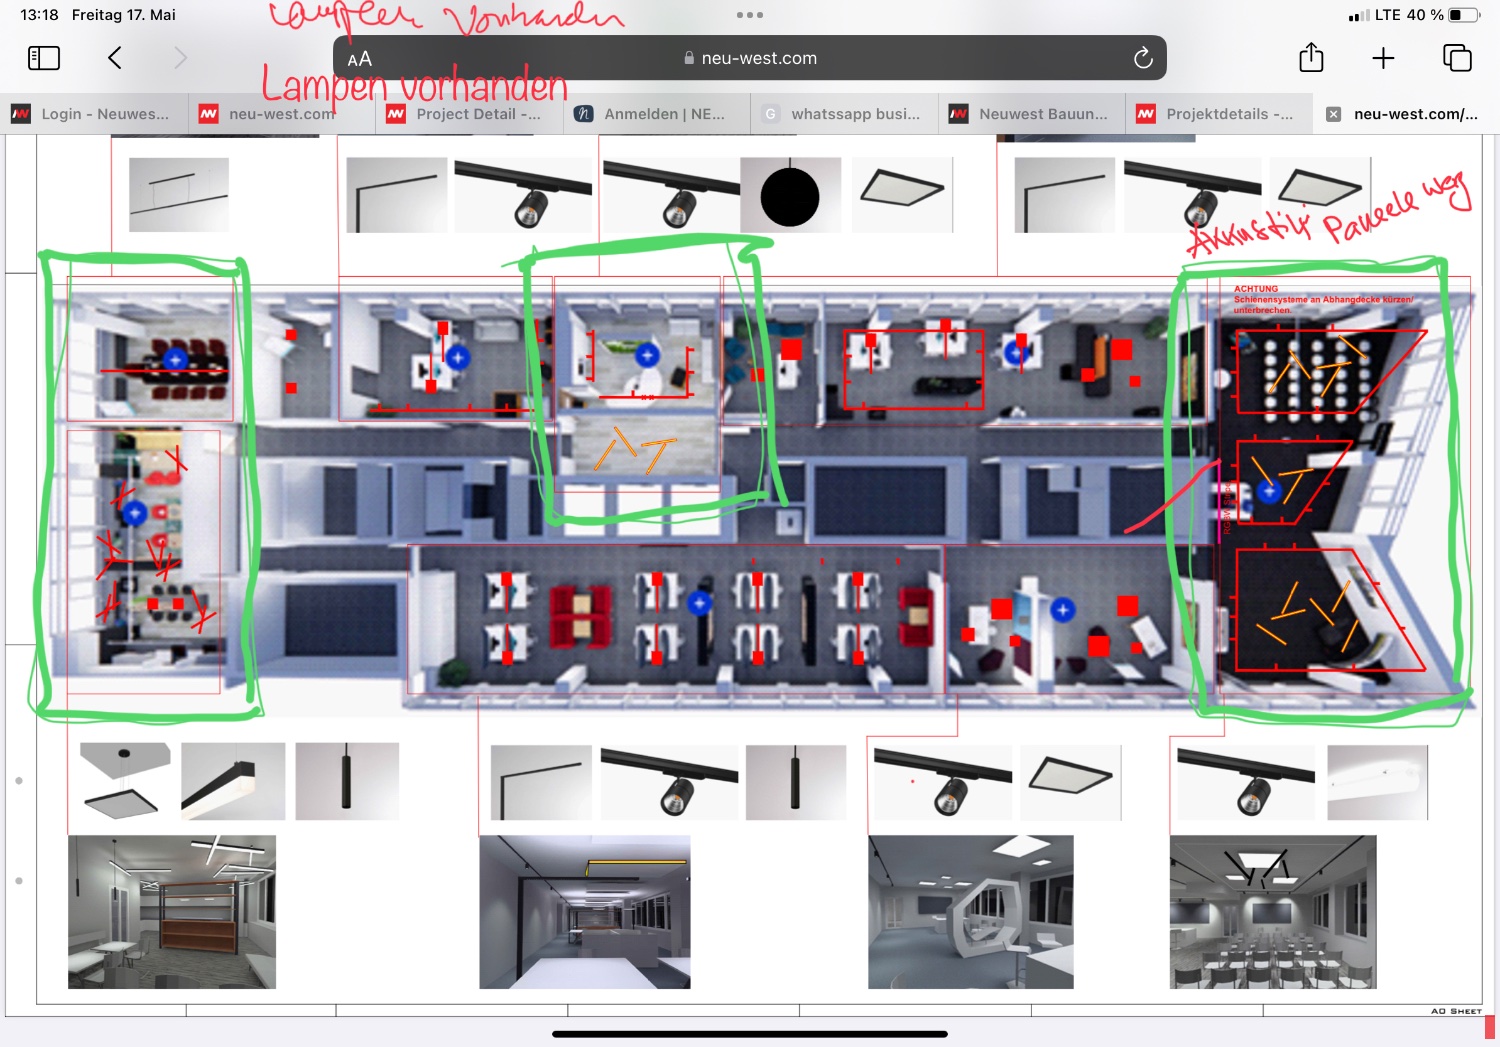 Lampen vorhanden
13:18 Freitag 17. Mai
LTE 40 %
AA
neu-west.com
Lampen vorhanden
Login - Neuwes...
neu-west.com
Project Detail -...
Anmelden | NE...
whatssapp busi...
Neuwest Bauun...
Projektdetails -...
neu-west.com/...
Akkustik Paneele weg
ACHTUNG
Schienensysteme an Abhangdecke kürzen/
unterbrechen.
AO SHEET